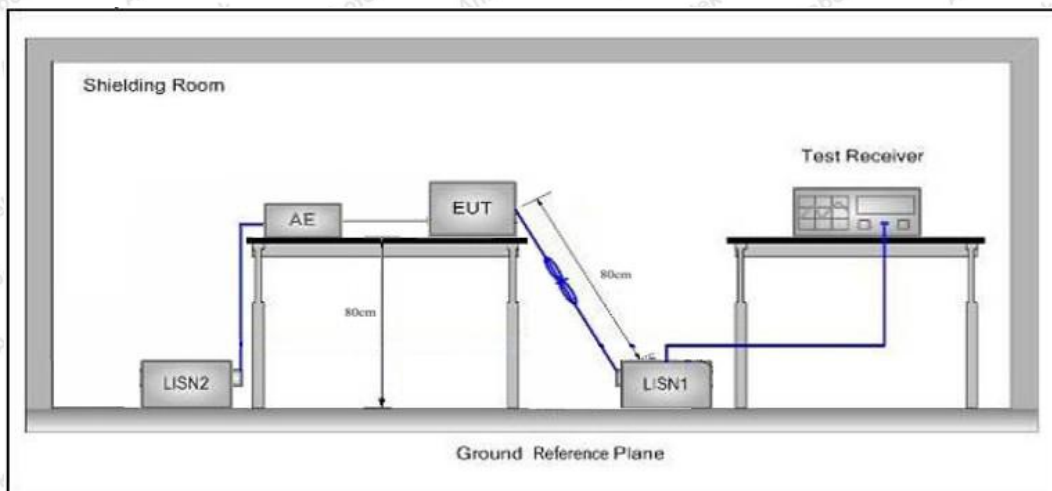 Shielding Room
Test Receiver
AE
EUT
80cm
80cm
LISN2
LISN1
Ground Reference Plane